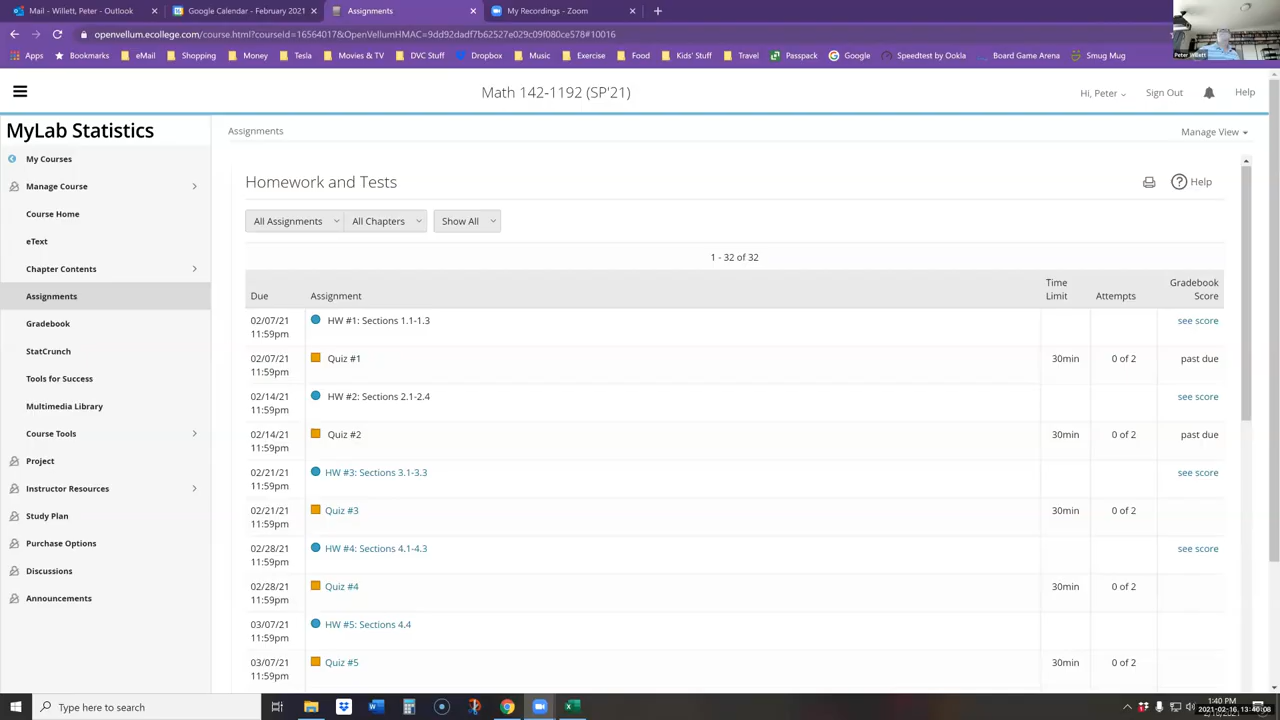 Mail - Willett, Peter - Outlook
Google Calendar - February 2021
Assignments
My Recordings - Zoom
openvellum.ecollege.com/course.html?courseId=16564017&OpenVellumHMAC=9dd92dadf7b62527e029c09f080ce578#10016
Apps
Bookmarks
eMail
Shopping
Money
Tesla
Movies & TV
DVC Stuff
Dropbox
Music
Exercise
Food
Kids' Stuff
Travel
Passpack
Google
Speedtest by Ookla
Board Game Arena
Smug Mug
Peter Willett
Math 142-1192 (SP'21)
Hi, Peter
Sign Out
Help
MyLab Statistics
Assignments
Manage View
My Courses
Manage Course
Course Home
eText
Chapter Contents
Assignments
Gradebook
StatCrunch
Tools for Success
Multimedia Library
Course Tools
Project
Instructor Resources
Study Plan
Purchase Options
Discussions
Announcements
Homework and Tests
Help
All Assignments
All Chapters
Show All
1 - 32 of 32
Due
Assignment
Time Limit
Attempts
Gradebook Score
02/07/21 11:59pm
HW #1: Sections 1.1-1.3
see score
02/07/21 11:59pm
Quiz #1
30min
0 of 2
past due
02/14/21 11:59pm
HW #2: Sections 2.1-2.4
see score
02/14/21 11:59pm
Quiz #2
30min
0 of 2
past due
02/21/21 11:59pm
HW #3: Sections 3.1-3.3
see score
02/21/21 11:59pm
Quiz #3
30min
0 of 2
02/28/21 11:59pm
HW #4: Sections 4.1-4.3
see score
02/28/21 11:59pm
Quiz #4
30min
0 of 2
03/07/21 11:59pm
HW #5: Sections 4.4
03/07/21 11:59pm
Quiz #5
30min
0 of 2
Type here to search
1:40 PM
2021-02-16, 13:40:06